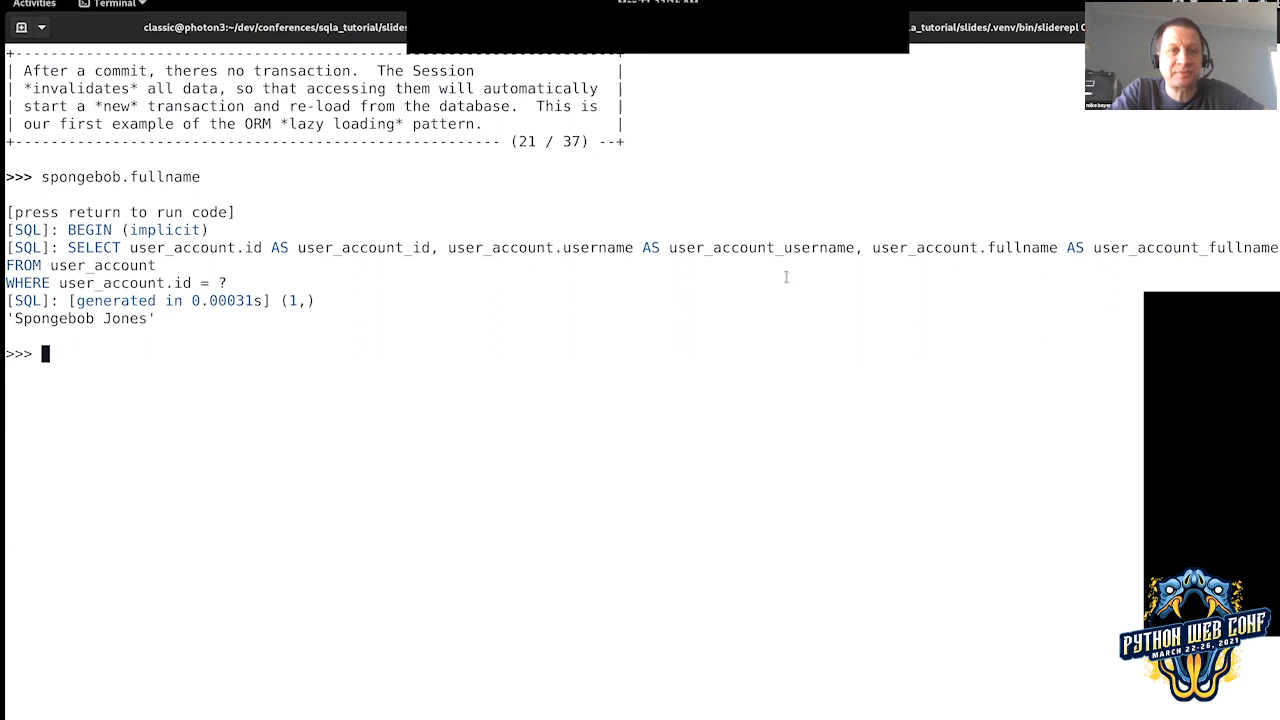 Activities
Terminal
classic@photon3:~/dev/conferences/sqla_tutorial/slides
la_tutorial/slides/.venv/bin/sliderepl
mike bayer
+-----------------------------------------------------------------------+
| After a commit, theres no transaction.  The Session |
| *invalidates* all data, so that accessing them will automatically
| start a *new* transaction and re-load from the database.  This is |
| our first example of the ORM *lazy loading* pattern. |
+------------------------------------------------------- (21 / 37) --+
>>> spongebob.fullname
[press return to run code]
[SQL]: BEGIN (implicit)
[SQL]: SELECT user_account.id AS user_account_id, user_account.username AS user_account_username, user_account.fullname AS user_account_fullname
FROM user_account
WHERE user_account.id = ?
[SQL]: [generated in 0.00031s] (1,)
'Spongebob Jones'
>>>
PYTHON WEB CONF
MARCH 22-26, 2021